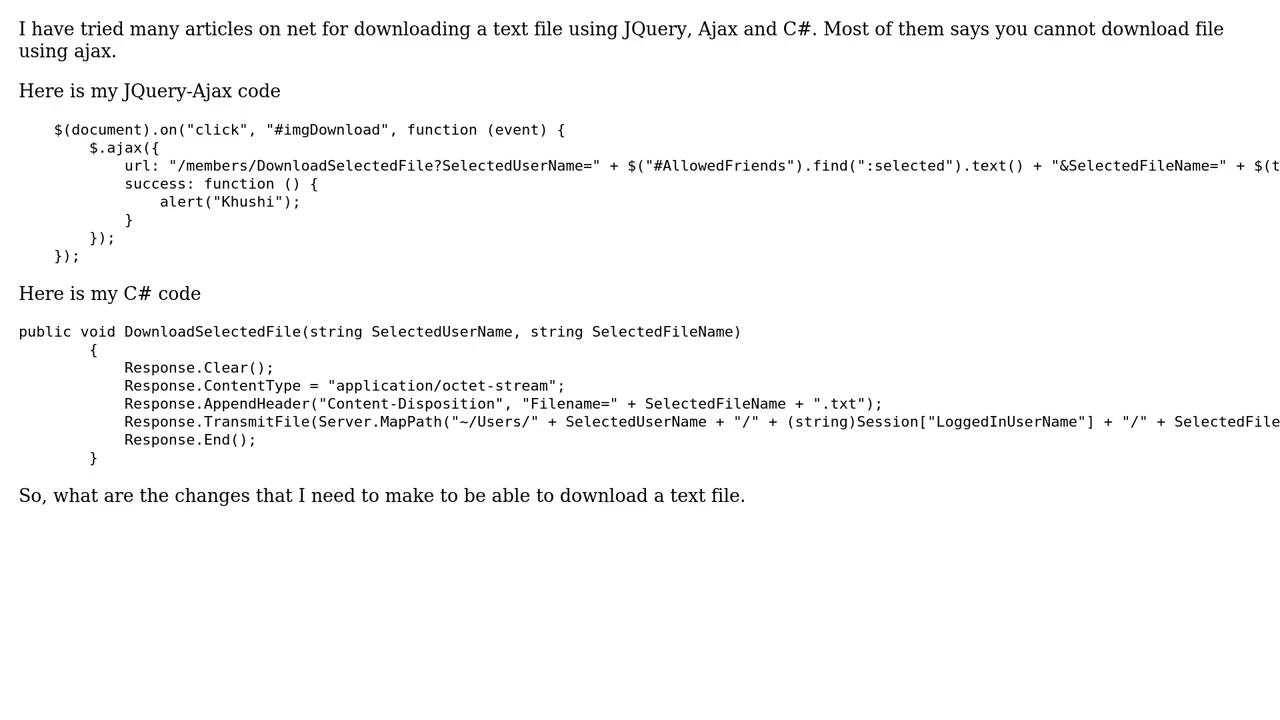 I have tried many articles on net for downloading a text file using JQuery, Ajax and C#. Most of them says you cannot download file
using ajax.
Here is my JQuery-Ajax code
$(document).on("click", "#imgDownload", function (event) {
$.ajax({
url: "/members/DownloadSelectedFile?SelectedUserName=" + $("#AllowedFriends").find(":selected").text() + "&SelectedFileName=" + $(t
success: function () {
alert("Khushi");
}
});
});
Here is my C# code
public void DownloadSelectedFile(string SelectedUserName, string SelectedFileName)
{
Response.Clear();
Response.ContentType = "application/octet-stream";
Response.AppendHeader("Content-Disposition", "Filename=" + SelectedFileName + ".txt");
Response.TransmitFile(Server.MapPath("~/Users/" + SelectedUserName + "/" + (string)Session["LoggedInUserName"] + "/" + SelectedFile
Response.End();
}
So, what are the changes that I need to make to be able to download a text file.